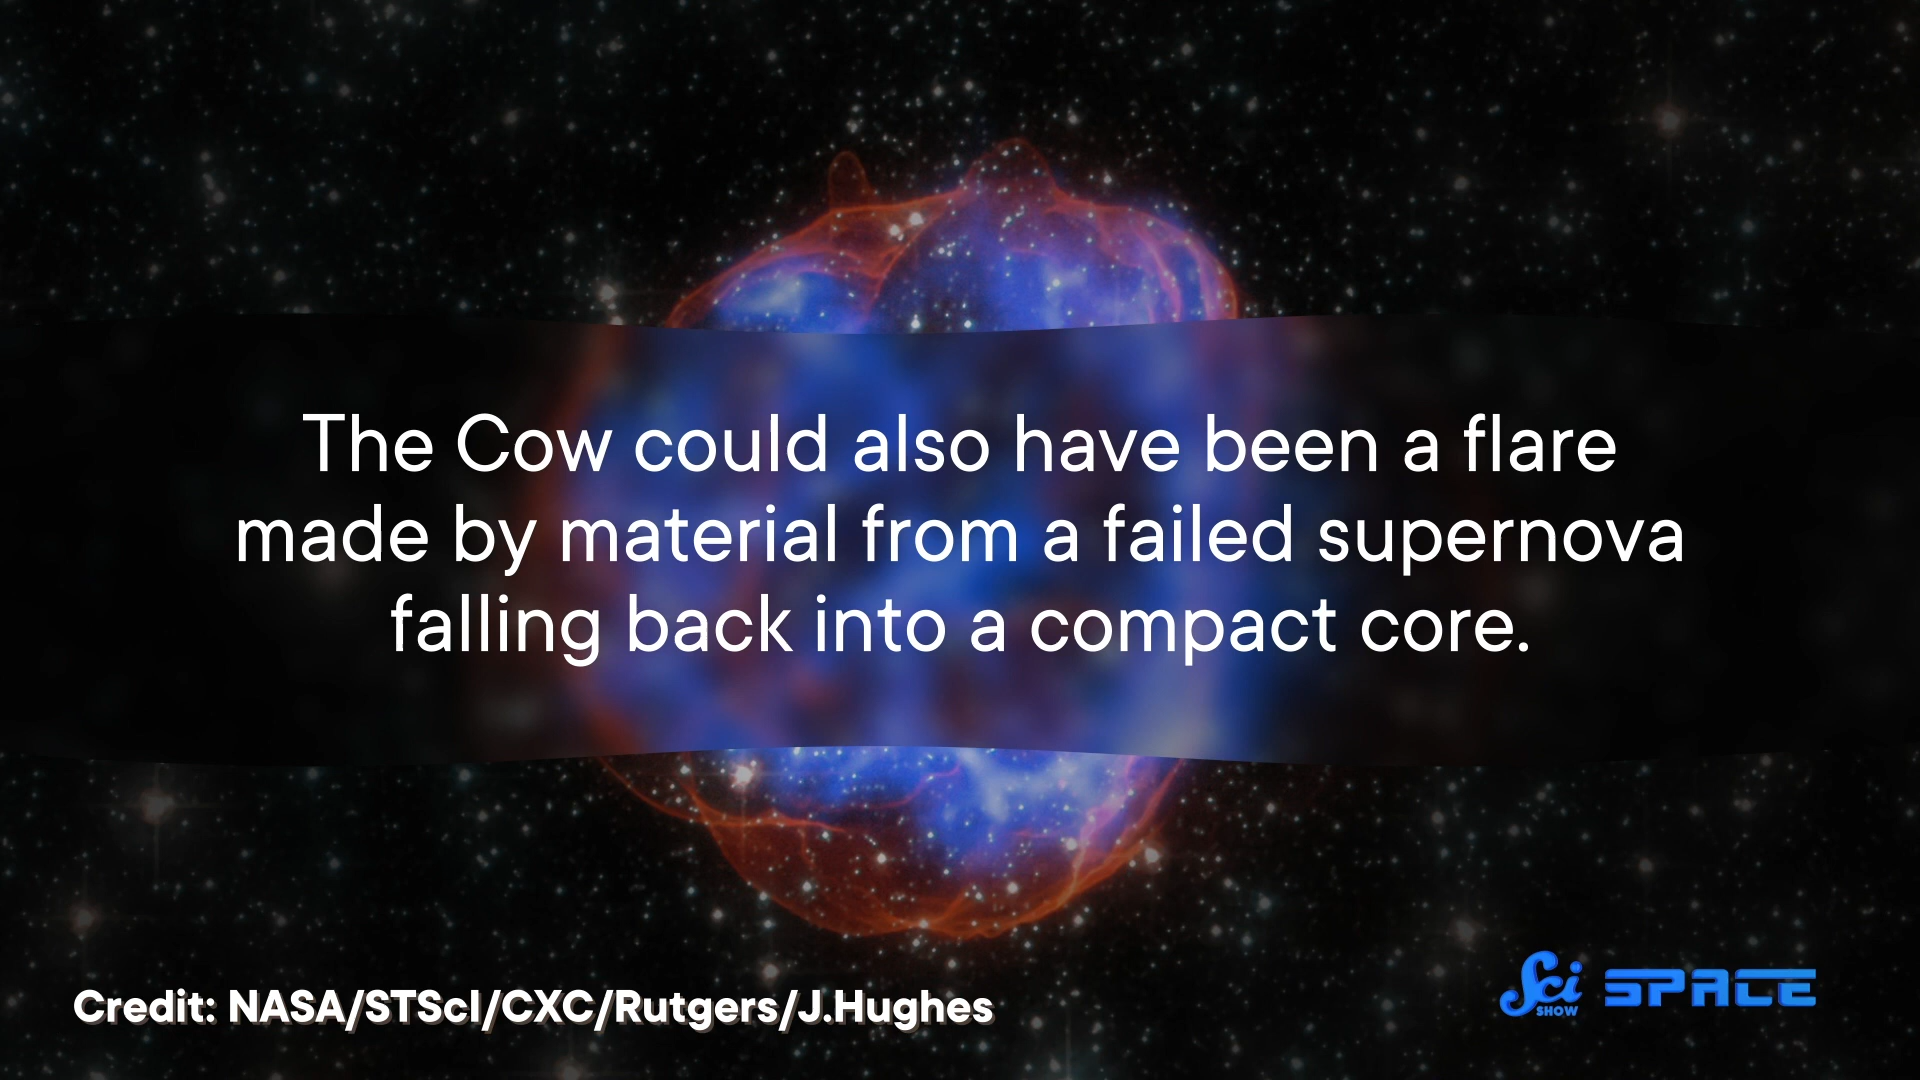 The Cow could also have been a flare
made by material from a failed supernova
falling back into a compact core.
Credit: NASA/STScI/CXC/Rutgers/J.Hughes
Sci SHOW SPACE